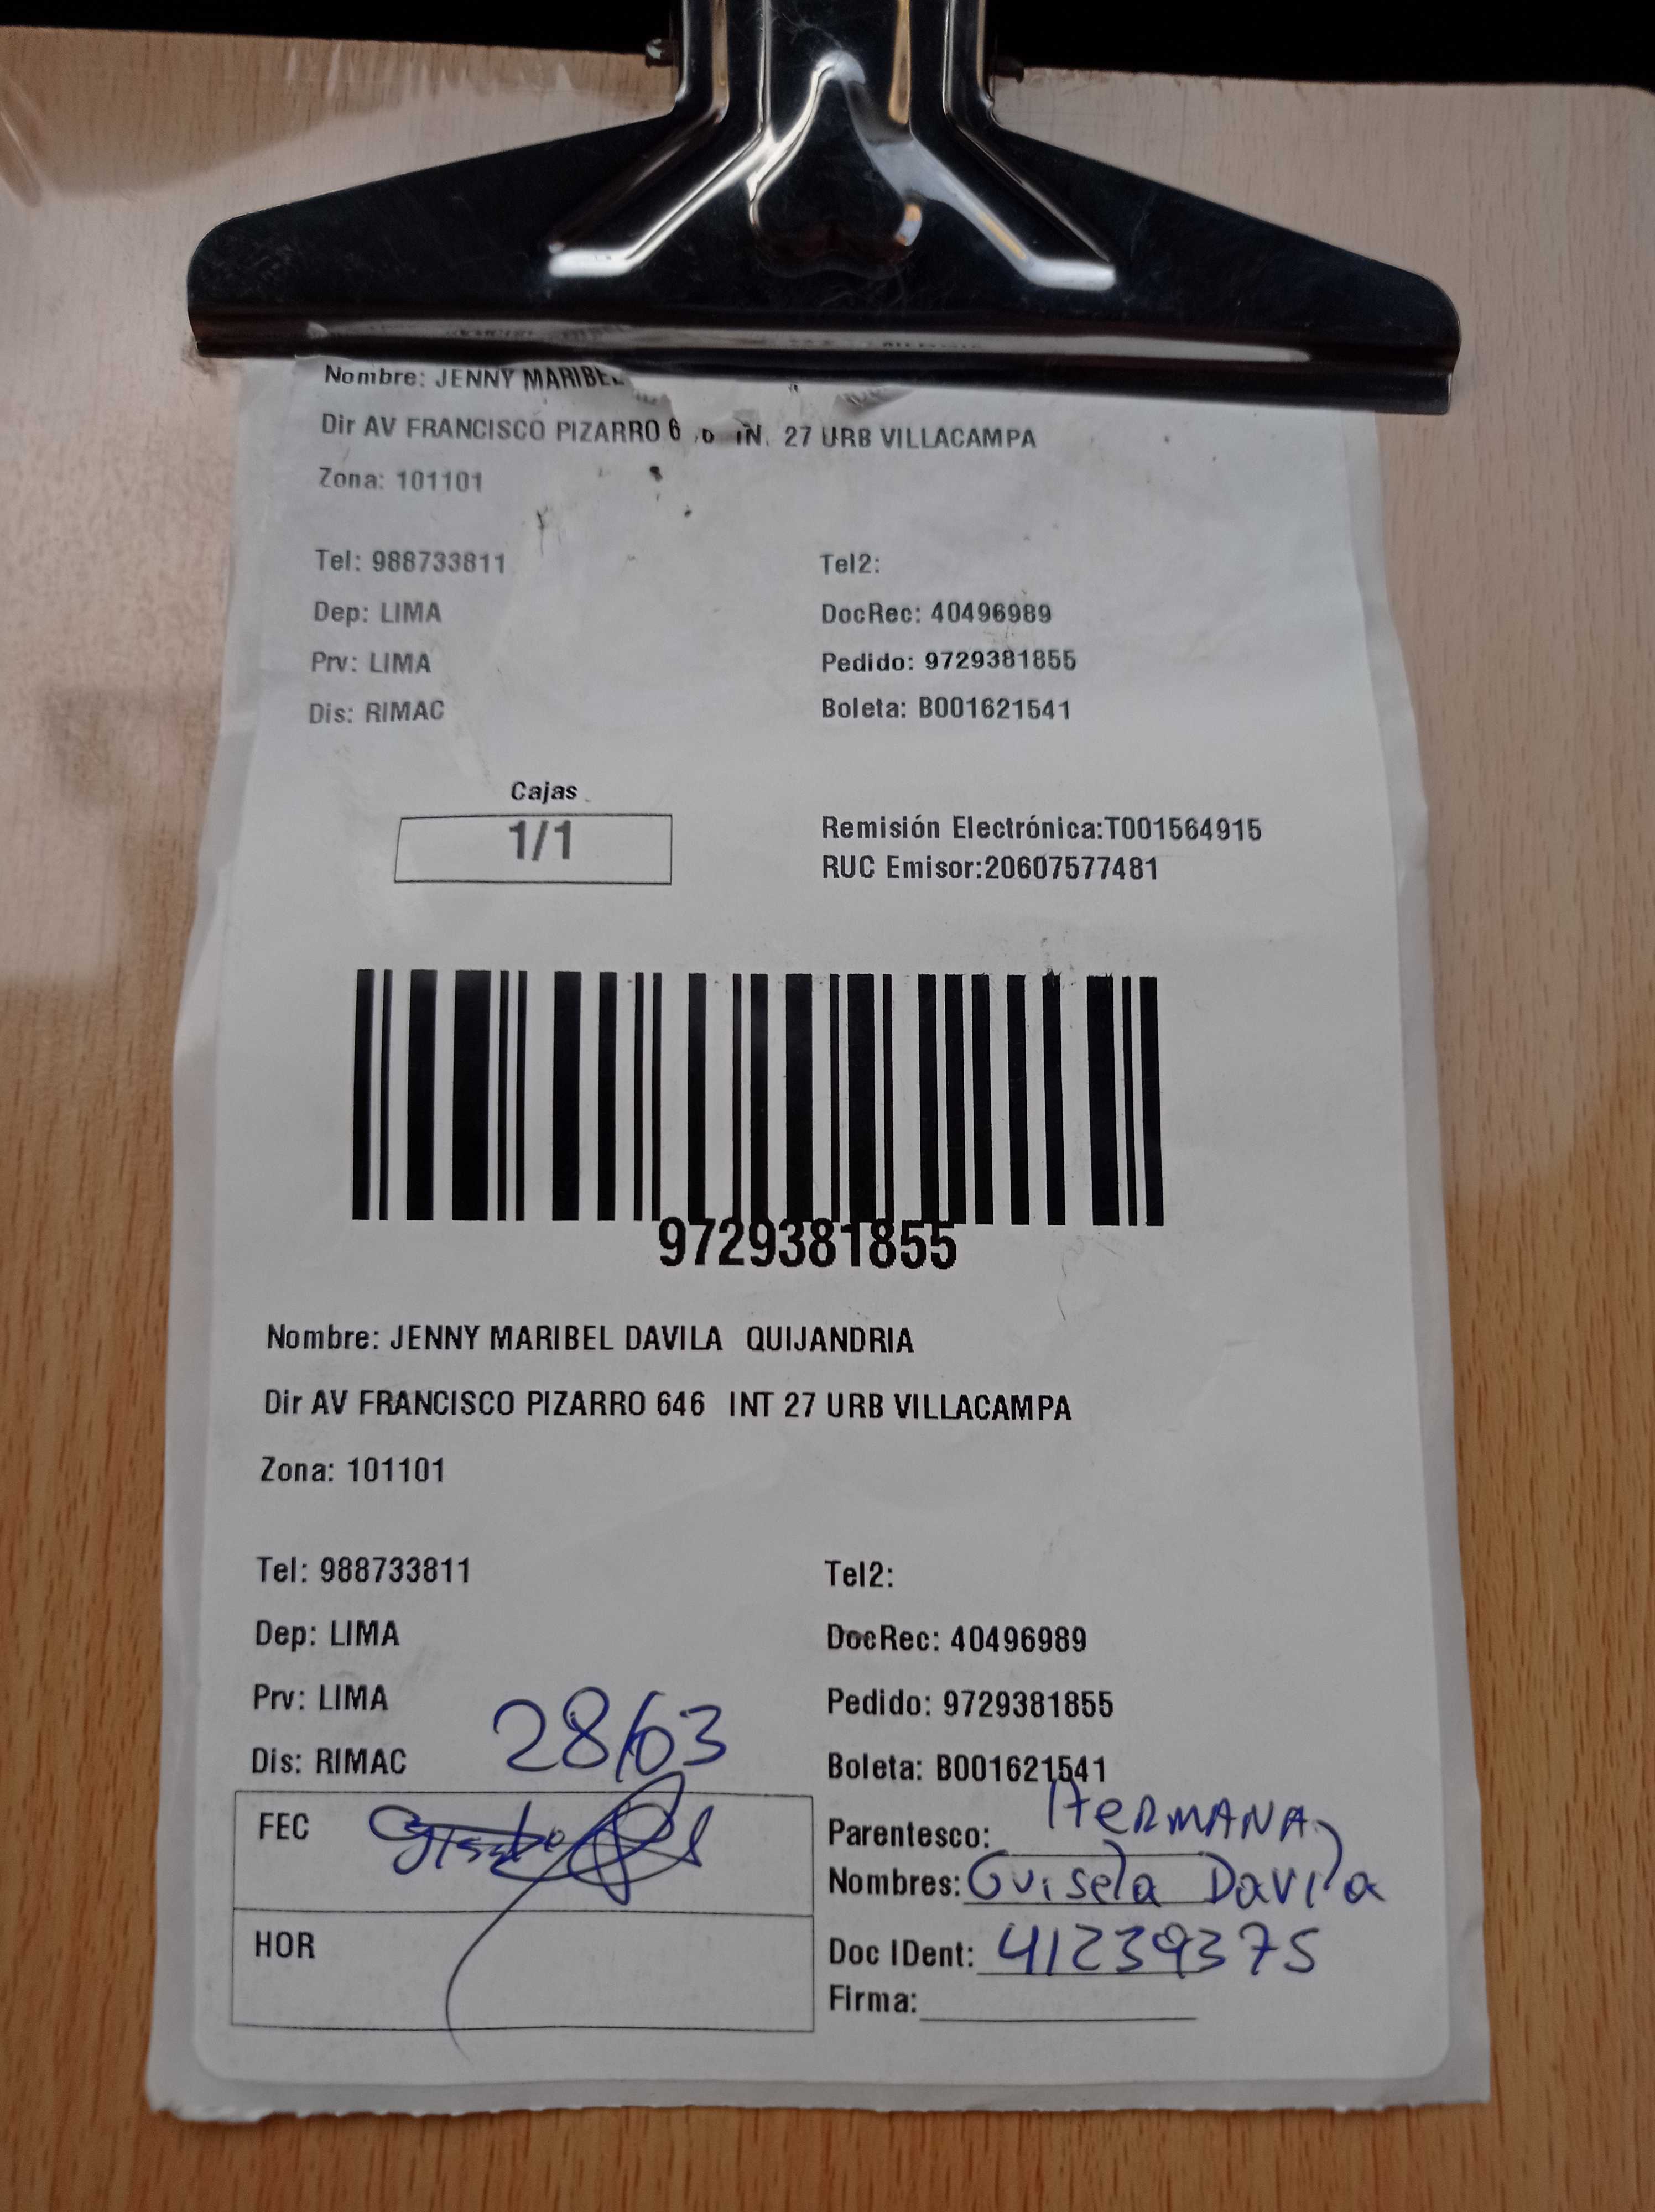 Nombre: JENNY MARIBEL
Dir AV FRANCISCO PIZARRO 6 27 URB VILLACAMPA
Zona: 101101
Tel: 988733811 Tel2:
Dep: LIMA DocRec: 40496989
Prv: LIMA Pedido: 9729381855
Dis: RIMAC Boleta: B001621541
Cajas
1/1
Remisión Electrónica:T001564915
RUC Emisor:20607577481
9729381855
Nombre: JENNY MARIBEL DAVILA QUIJANDRIA
Dir AV FRANCISCO PIZARRO 646 INT 27 URB VILLACAMPA
Zona: 101101
Tel: 988733811 Tel2:
Dep: LIMA DocRec: 40496989
Prv: LIMA Pedido: 9729381855
28/03
Dis: RIMAC Boleta: B001621541
FEC
Parentesco: HERMANA
Nombres: Guisela Davila
HOR
Doc IDent: 41239375
Firma: